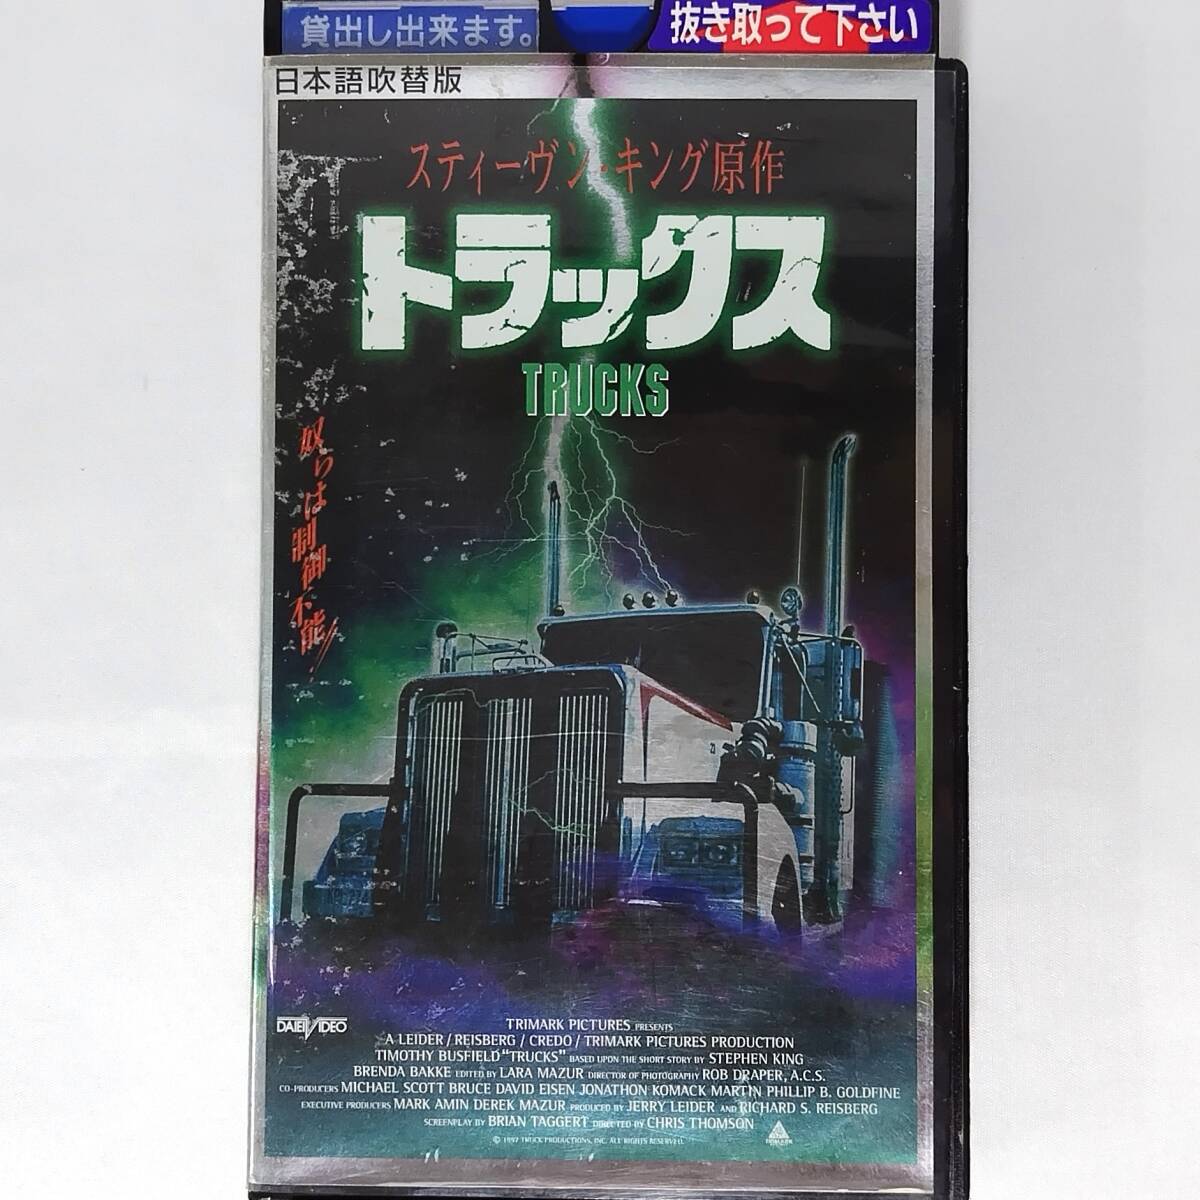 貸出し出来ます。
抜き取って下さい
日本語吹替版
スティーヴン・キング原作
トラックス
TRUCKS
奴らは制御不能!!
DAIEI VIDEO
TRIMARK PICTURES PRESENTS
A LEIDER / REISBERG / CREDO / TRIMARK PICTURES PRODUCTION
TIMOTHY BUSFIELD "TRUCKS" BASED UPON THE SHORT STORY BY STEPHEN KING
BRENDA BAKKE EDITED BY LARA MAZUR DIRECTOR OF PHOTOGRAPHY ROB DRAPER, A.C.S.
CO-PRODUCERS MICHAEL SCOTT BRUCE DAVID EISEN JONATHON KOMACK MARTIN PHILLIP B. GOLDFINE
EXECUTIVE PRODUCERS MARK AMIN DEREK MAZUR PRODUCED BY JERRY LEIDER AND RICHARD S. REISBERG
SCREENPLAY BY BRIAN TAGGERT DIRECTED BY CHRIS THOMSON
© 1997 TRUCK PRODUCTIONS, INC. ALL RIGHTS RESERVED.